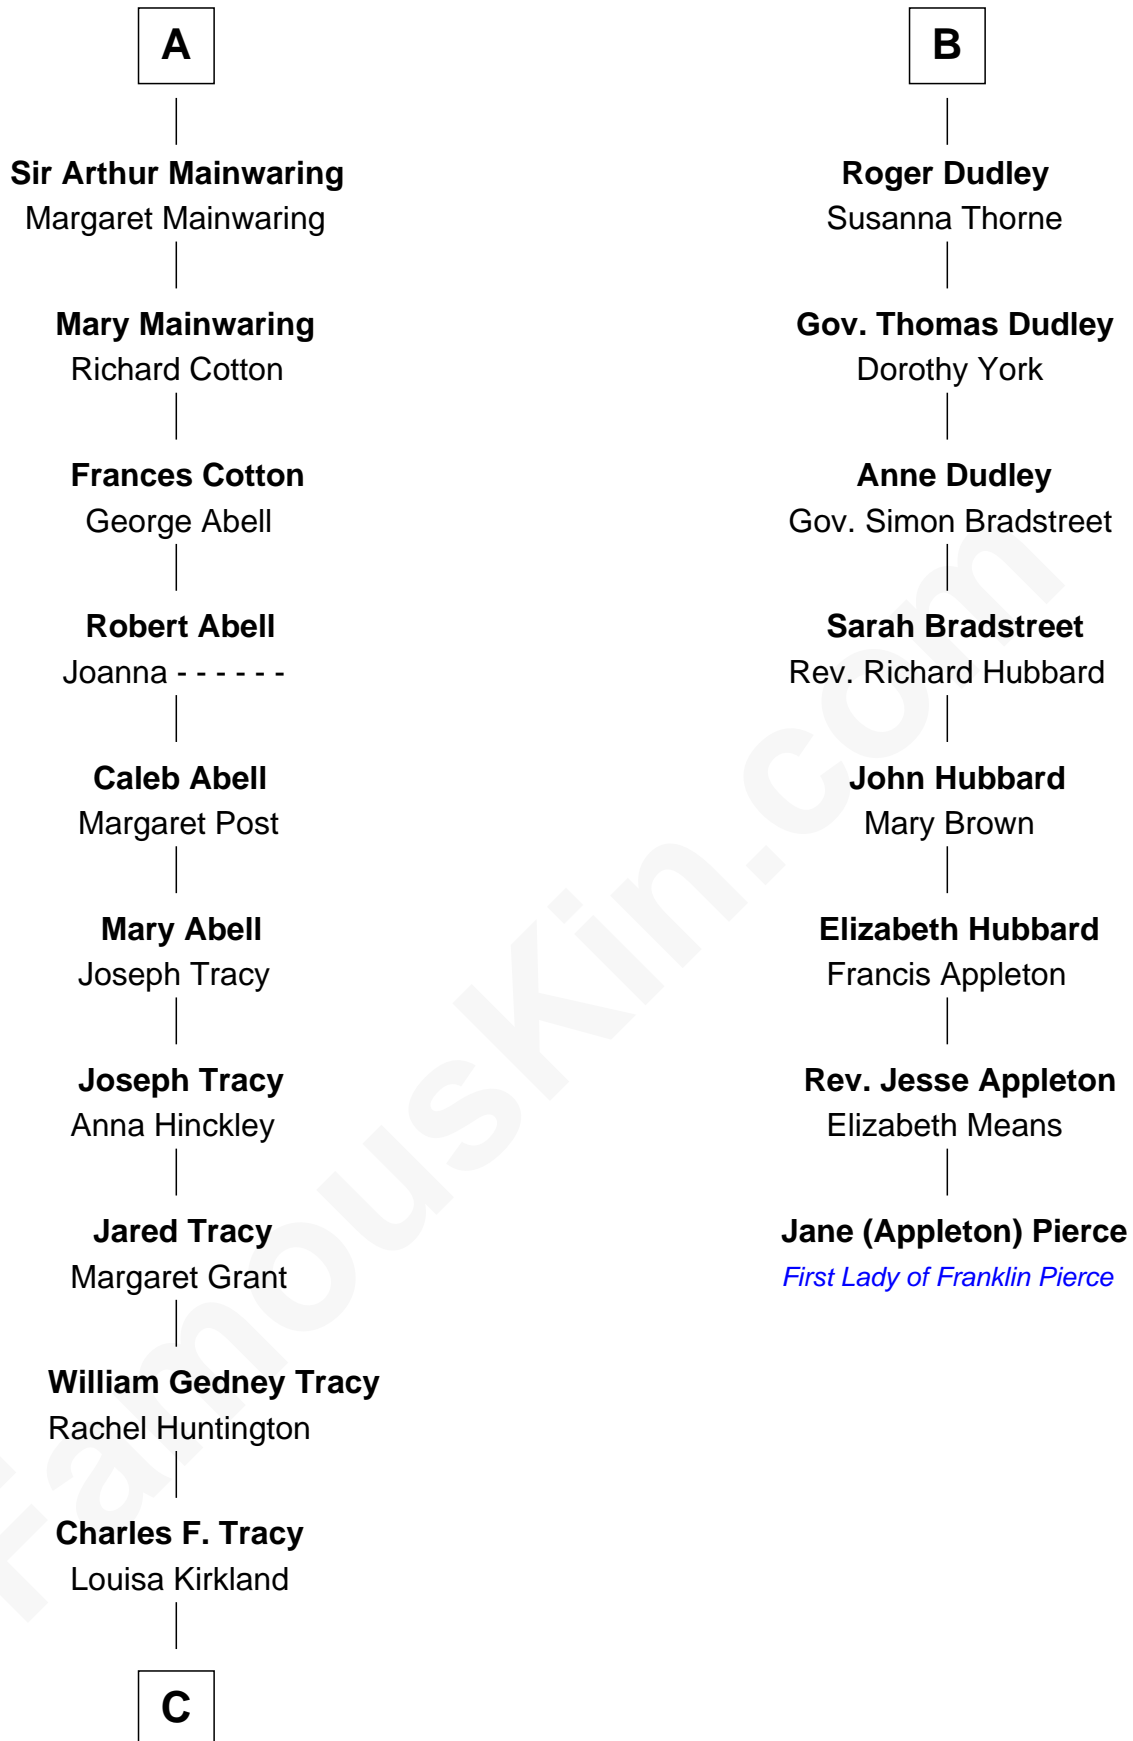 A
Sir Arthur Mainwaring
Margaret Mainwaring
Mary Mainwaring
Richard Cotton
Frances Cotton
George Abell
Robert Abell
Joanna - - - - - -
Caleb Abell
Margaret Post
Mary Abell
Joseph Tracy
Joseph Tracy
Anna Hinckley
Jared Tracy
Margaret Grant
William Gedney Tracy
Rachel Huntington
Charles F. Tracy
Louisa Kirkland
C
B
Roger Dudley
Susanna Thorne
Gov. Thomas Dudley
Dorothy York
Anne Dudley
Gov. Simon Bradstreet
Sarah Bradstreet
Rev. Richard Hubbard
John Hubbard
Mary Brown
Elizabeth Hubbard
Francis Appleton
Rev. Jesse Appleton
Elizabeth Means
Jane (Appleton) Pierce
First Lady of Franklin Pierce
FamousKin.com